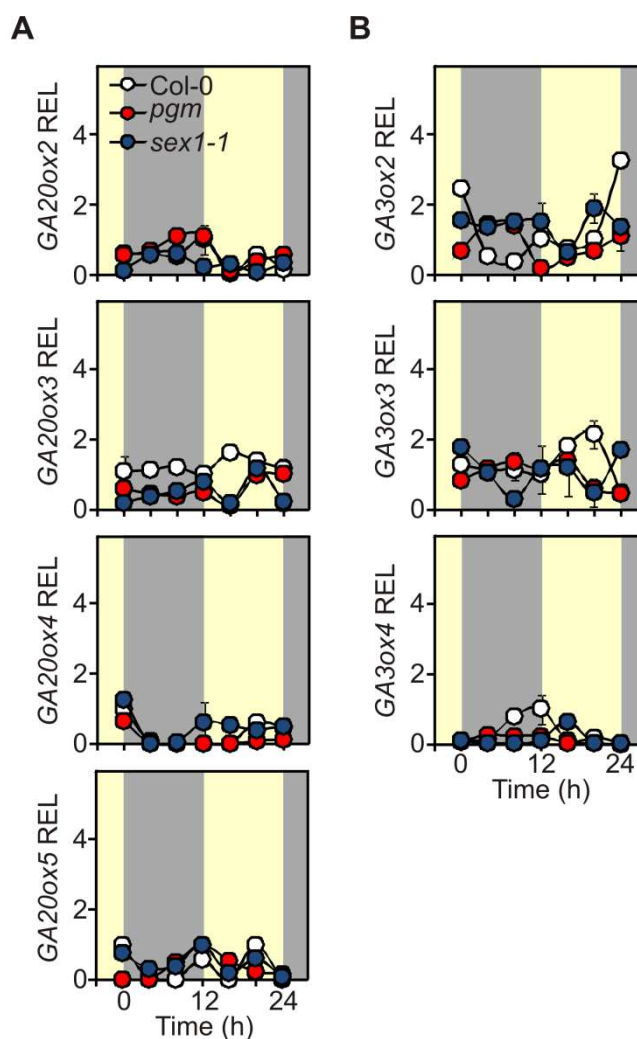 A
GA20ox2 REL
4
2
0
Col-0
pgm
sex1-1
GA20ox3 REL
4
2
0
GA20ox4 REL
4
2
0
GA20ox5 REL
4
2
0
0 12 24
Time (h)
B
GA3ox2 REL
4
2
0
GA3ox3 REL
4
2
0
GA3ox4 REL
4
2
0
0 12 24
Time (h)